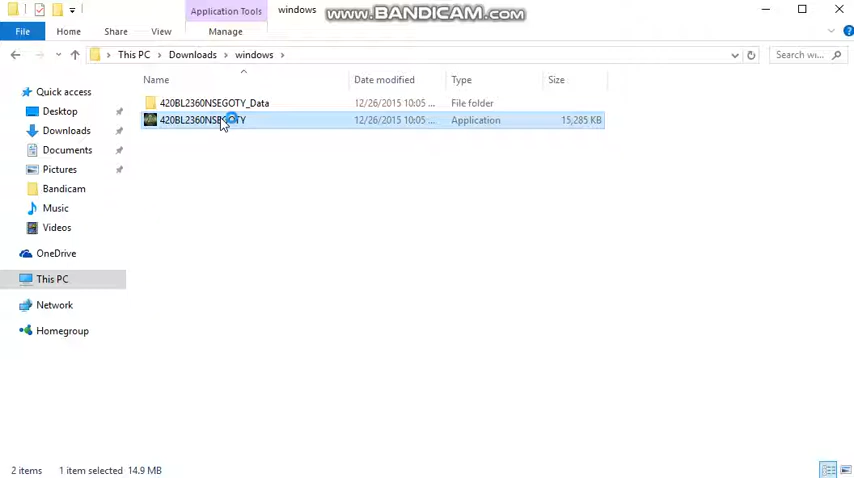 Application Tools
windows
www.BANDICAM.com
File
Home
Share
View
Manage
This PC
Downloads
windows
Search wi...
Name
Date modified
Type
Size
Quick access
Desktop
Downloads
Documents
Pictures
Bandicam
Music
Videos
OneDrive
This PC
Network
Homegroup
420BL2360NSEGOTY_Data
12/26/2015 10:05 ...
File folder
420BL2360NSEGOTY
12/26/2015 10:05 ...
Application
15,285 KB
2 items
1 item selected 14.9 MB